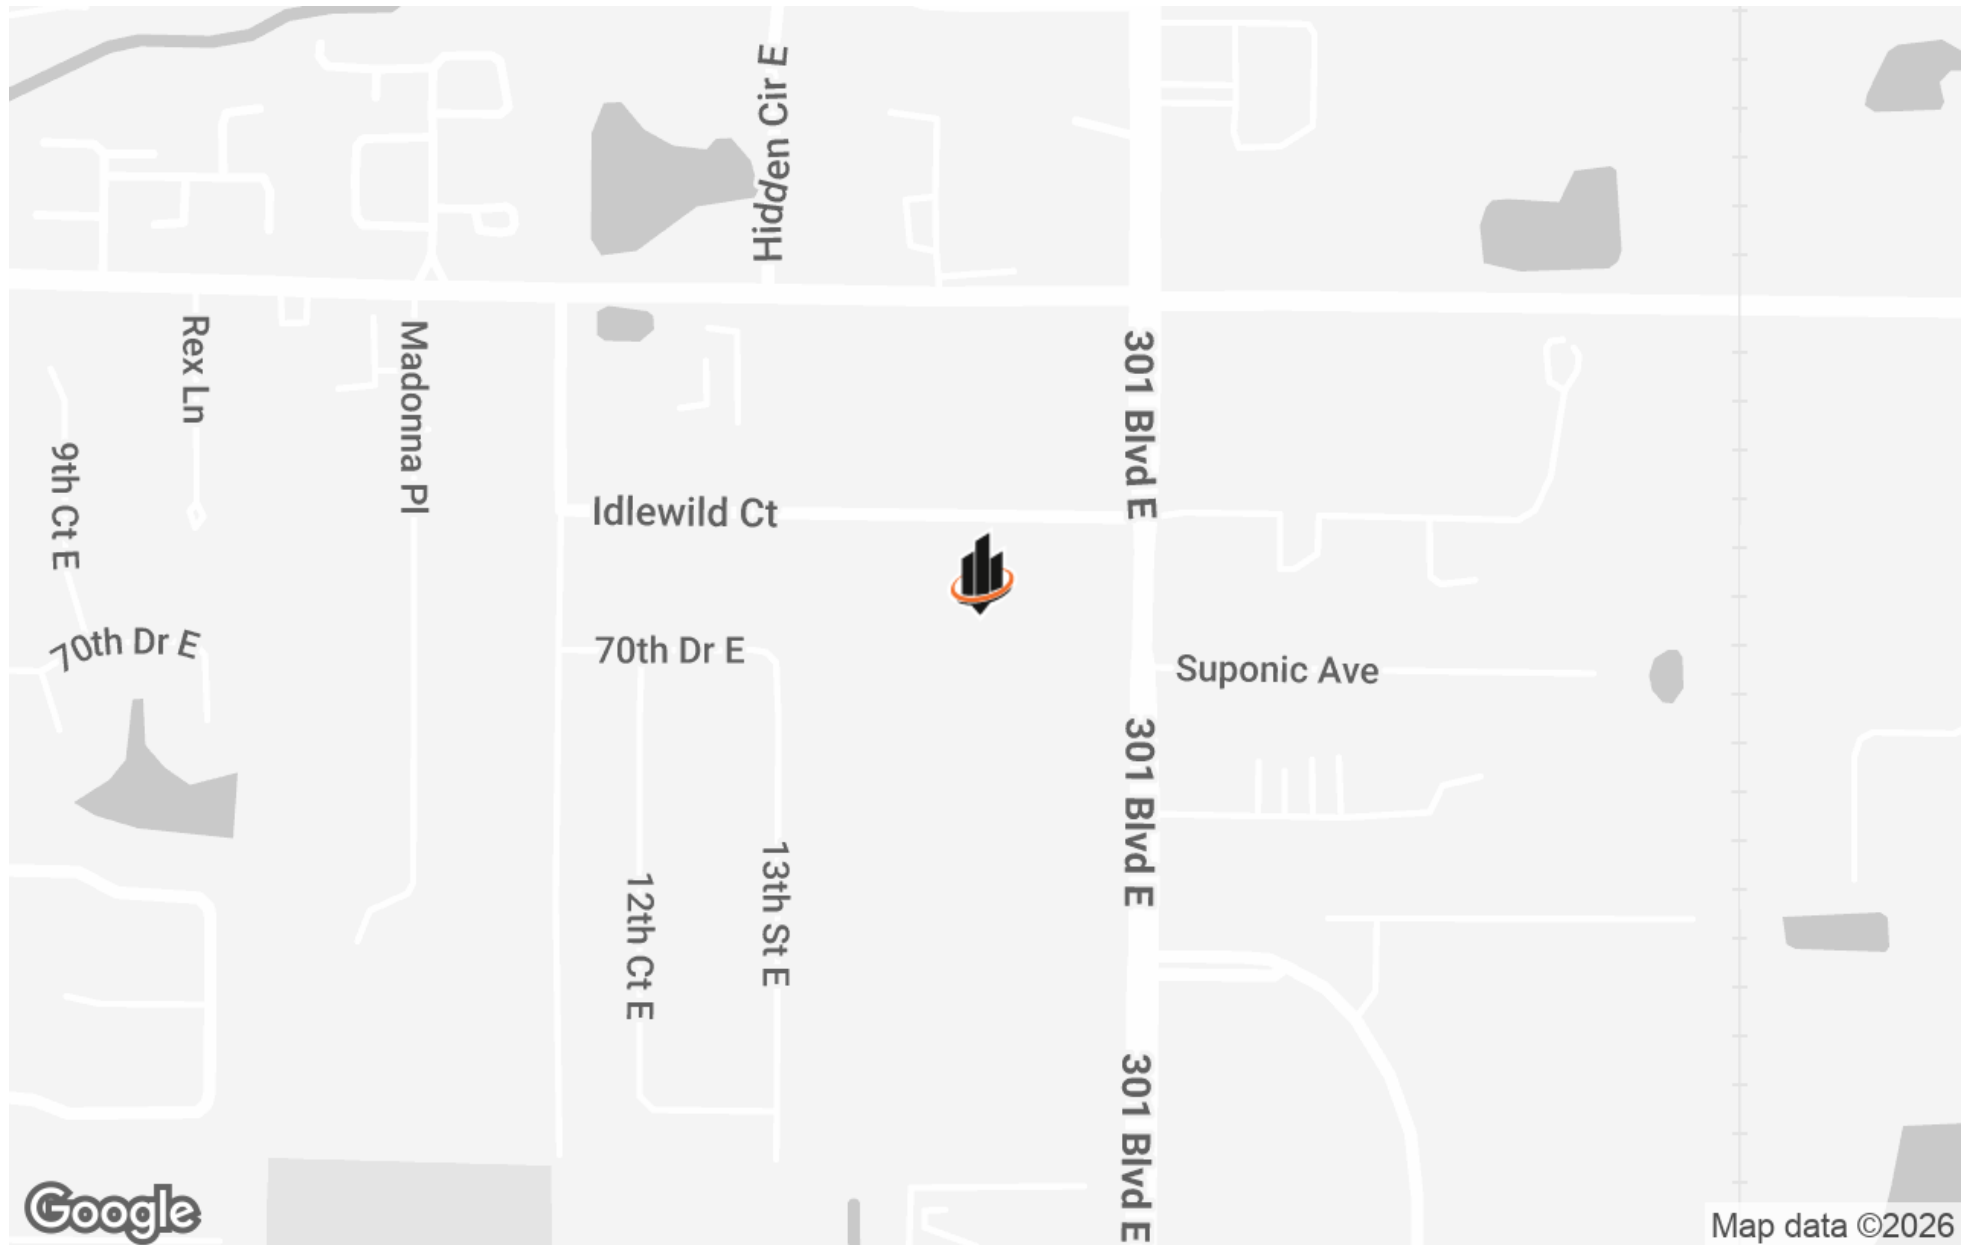 Hidden Cir E
301 Blvd E
Rex Ln
Madonna Pl
9th Ct E
Idlewild Ct
70th Dr E
70th Dr E
Suponic Ave
301 Blvd E
13th St E
12th Ct E
301 Blvd E
Google
Map data ©2026